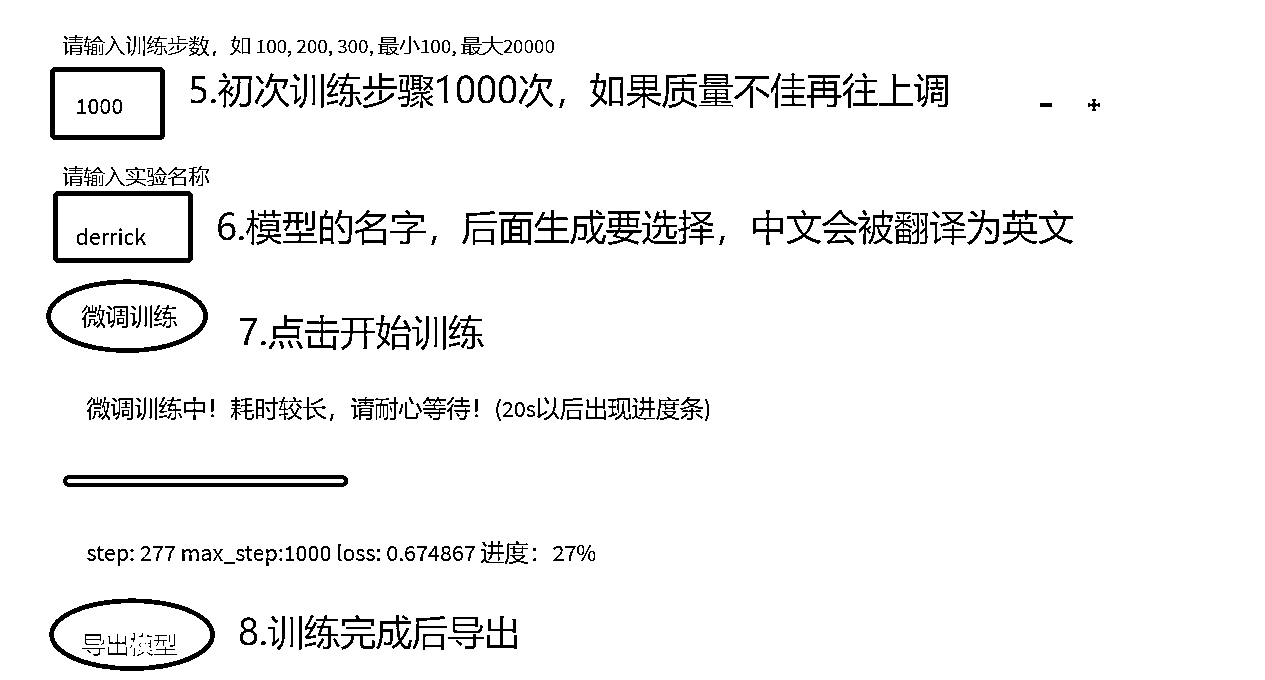 请输入训练步数，如 100, 200, 300, 最小100, 最大20000
1000
5.初次训练步骤1000次，如果质量不佳再往上调
- +
请输入实验名称
derrick
6.模型的名字，后面生成要选择，中文会被翻译为英文
微调训练
7.点击开始训练
微调训练中！耗时较长，请耐心等待！(20s以后出现进度条)
step: 277 max_step:1000 loss: 0.674867 进度：27%
导出模型
8.训练完成后导出